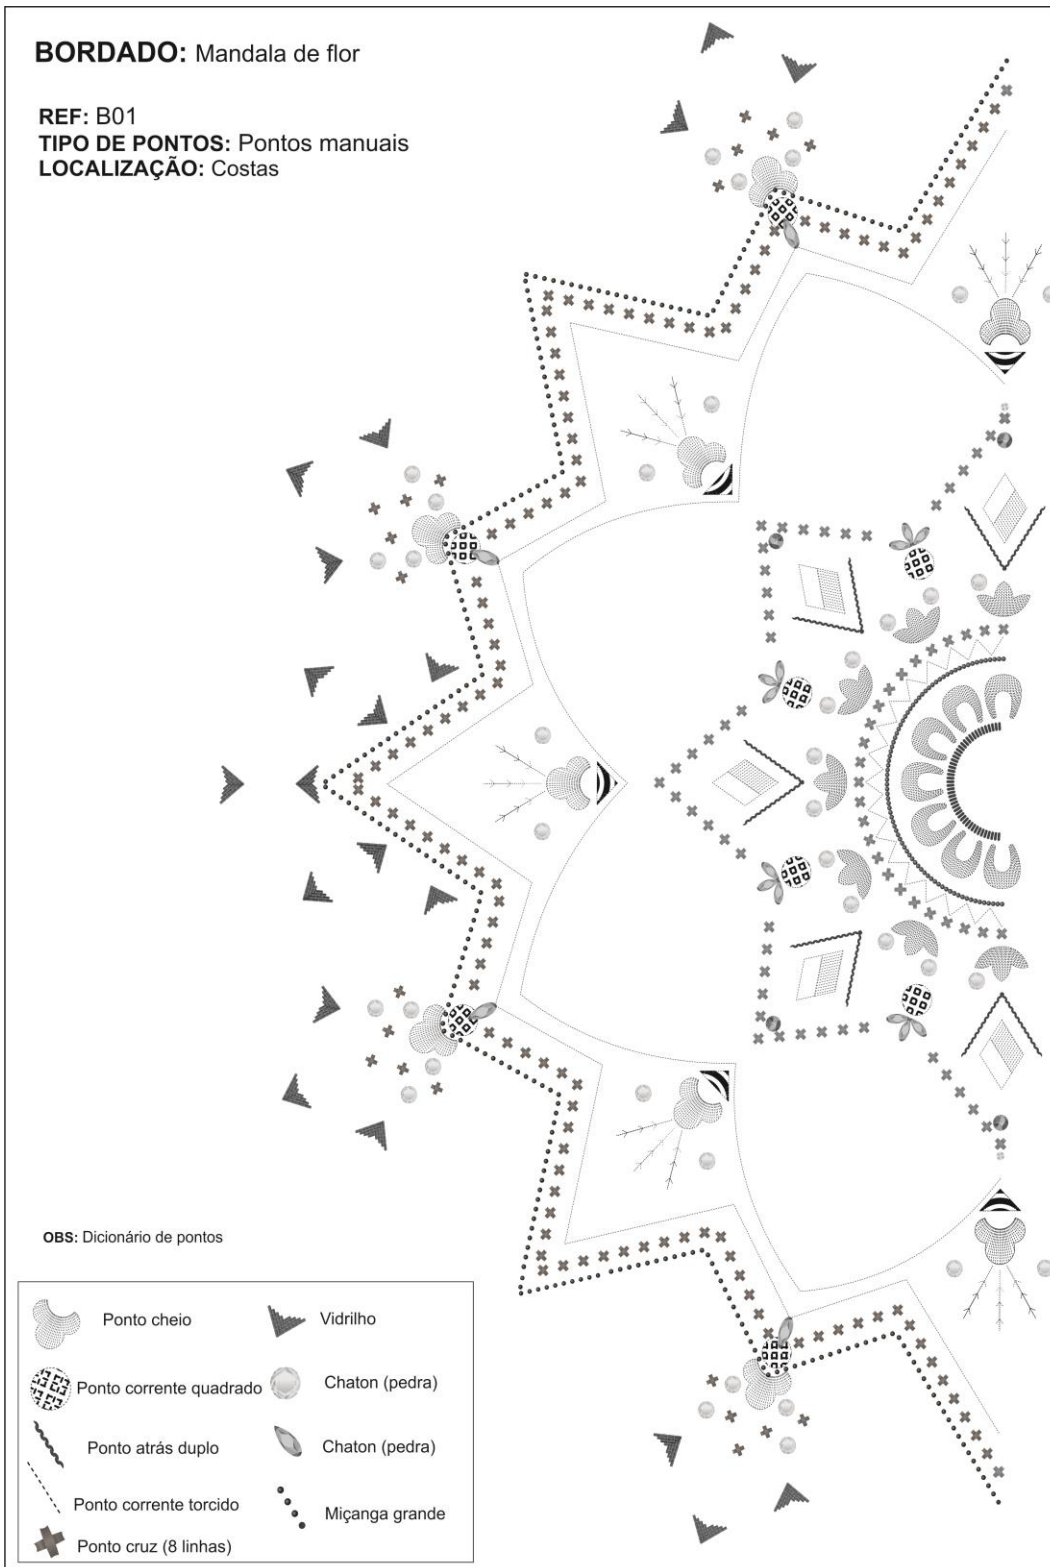 BORDADO: Mandala de flor
REF: B01
TIPO DE PONTOS: Pontos manuais
LOCALIZAÇÃO: Costas
OBS: Dicionário de pontos
Ponto cheio
Vidrilho
Ponto corrente quadrado
Chaton (pedra)
Ponto atrás duplo
Chaton (pedra)
Ponto corrente torcido
Miçanga grande
Ponto cruz (8 linhas)